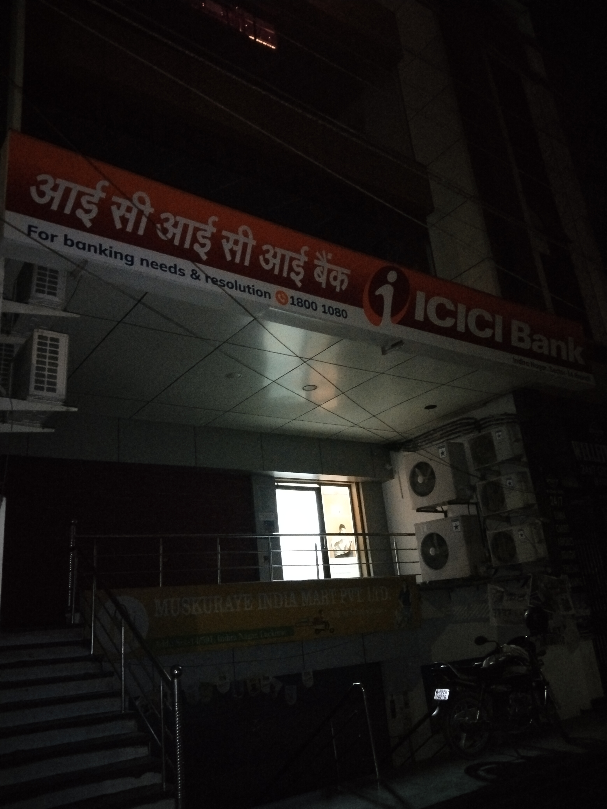 आई सी आई सी आई बैंक
For banking needs & resolution 1800 1080
ICICI Bank
MUSKURAYE INDIA MART PVT. LTD.